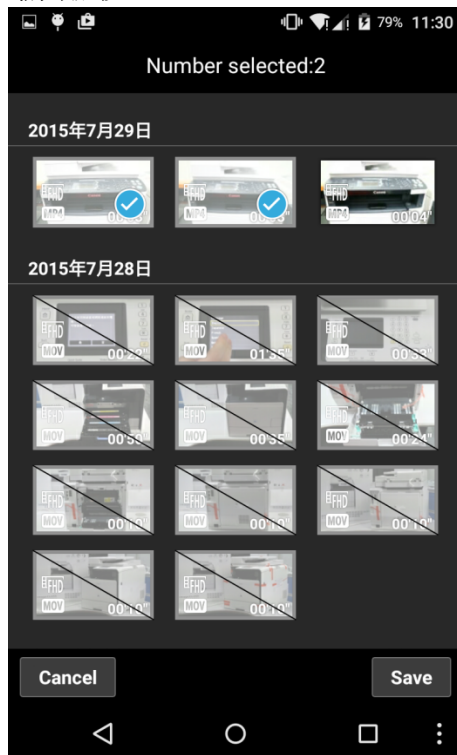 79% 11:30
Number selected:2
2015年7月29日
FHD FHD FHD
MP4 MP4 MP4 00'04"
2015年7月28日
FHD FHD FHD
MOV 00'22" MOV 01'35" MOV 00'33"
FHD FHD FHD
MOV 00'50" MOV 00'35" MOV 00'24"
FHD FHD FHD
MOV 00'10" MOV 00'10" MOV 00'19"
FHD FHD
MOV 00'10" MOV 00'10"
Cancel Save